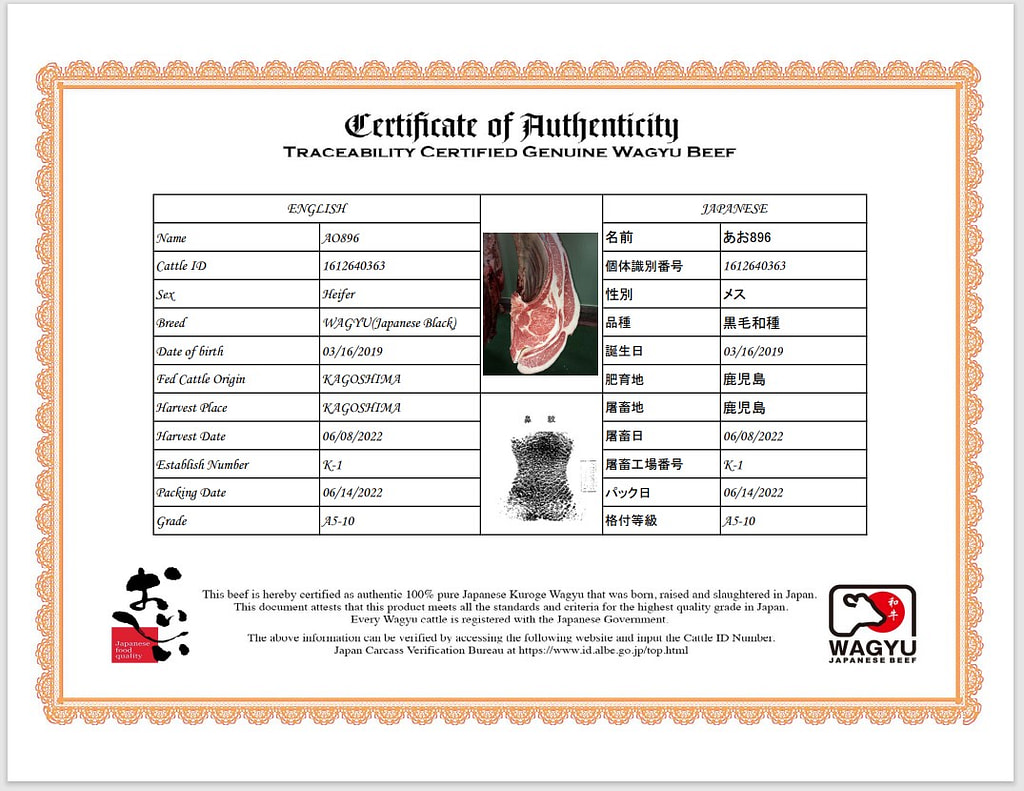 Certificate of Authenticity
TRACEABILITY CERTIFIED GENUINE WAGYU BEEF
ENGLISH
JAPANESE
Name AO896 名前 あお896
Cattle ID 1612640363 個体識別番号 1612640363
Sex Heifer 性別 メス
Breed WAGYU(Japanese Black) 品種 黒毛和種
Date of birth 03/16/2019 誕生日 03/16/2019
Fed Cattle Origin KAGOSHIMA 肥育地 鹿児島
Harvest Place KAGOSHIMA 屠畜地 鹿児島
Harvest Date 06/08/2022 屠畜日 06/08/2022
Establish Number K-1 屠畜工場番号 K-1
Packing Date 06/14/2022 パック日 06/14/2022
Grade A5-10 格付等級 A5-10
鼻紋
おいしい
Japanese
food
quality
This beef is hereby certified as authentic 100% pure Japanese Kuroge Wagyu that was born, raised and slaughtered in Japan.
This document attests that this product meets all the standards and criteria for the highest quality grade in Japan.
Every Wagyu cattle is registered with the Japanese Government.
The above information can be verified by accessing the following website and input the Cattle ID Number.
Japan Carcass Verification Bureau at https://www.id.albe.go.jp/top.html
和牛
WAGYU
JAPANESE BEEF